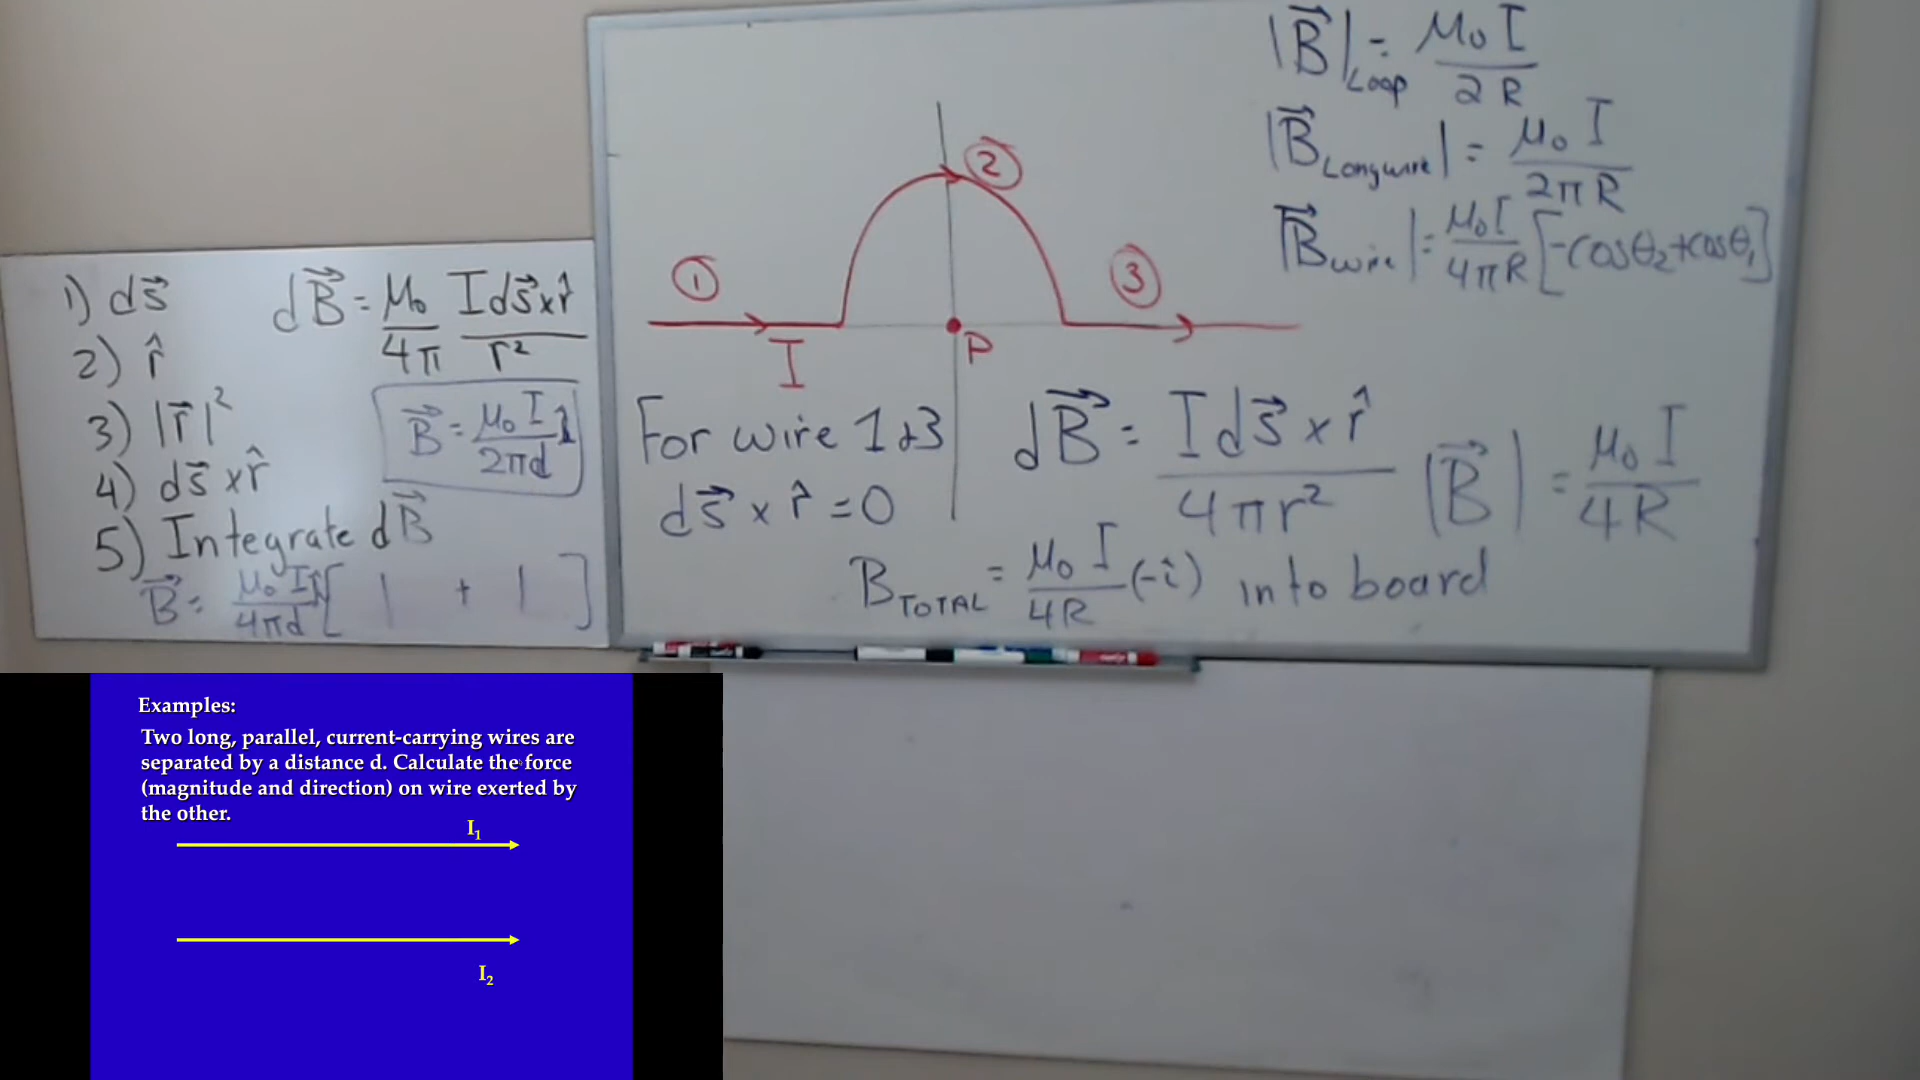 1) ds⃗
dB⃗ = μ₀/4π I ds⃗ × r̂/r²
2) r̂
3) |r⃗|²
B⃗ = μ₀ I/2πd
4) ds⃗ × r̂
5) Integrate dB⃗
B⃗ = μ₀ I/4πd [ 1 + 1 ]
|B⃗|Loop = μ₀ I/2R
|B⃗Longwire| = μ₀ I/2πR
|B⃗wire| = μ₀I/4πR [-cosθ₂+cosθ₁]
①
②
③
I
P
For wire 1+3
ds⃗ × r̂ = 0
dB⃗ = I ds⃗ × r̂/4πr²
|B⃗| = μ₀ I/4R
BTOTAL = μ₀ I/4R (-î) into board
Examples:
Two long, parallel, current-carrying wires are
separated by a distance d. Calculate the force
(magnitude and direction) on wire exerted by
the other.
I₁
I₂